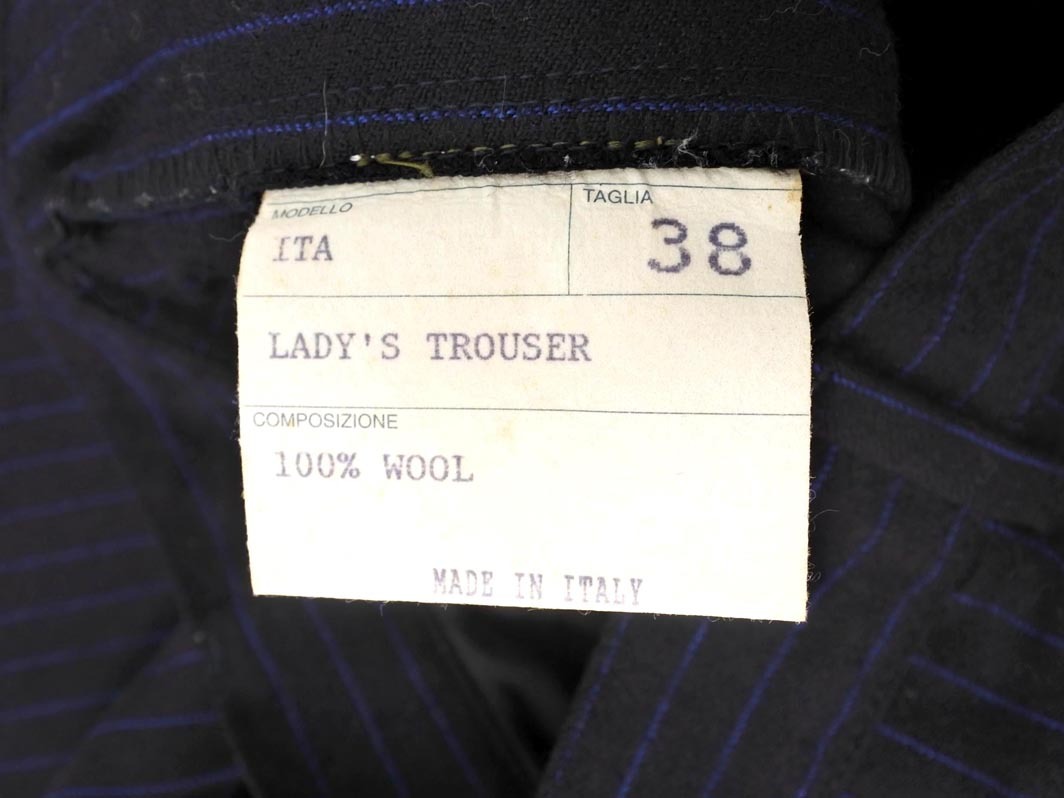 MODELLO
ITA
TAGLIA
38
LADY'S TROUSER
COMPOSIZIONE
100% WOOL
MADE IN ITALY